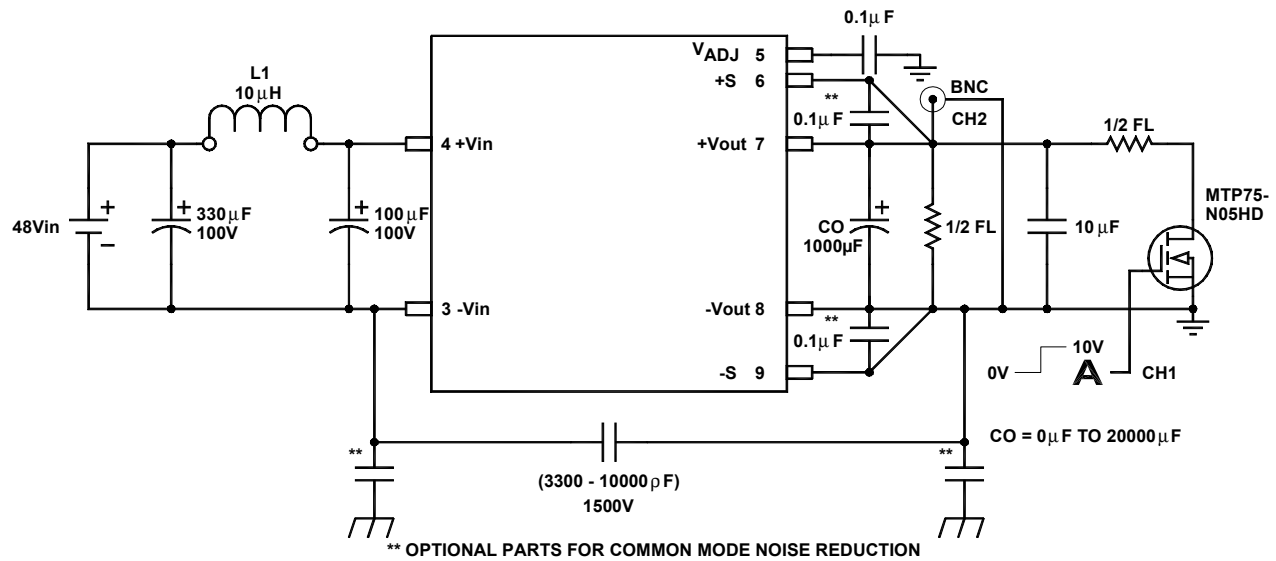 0.1μF
VADJ 5
+S 6
L1
10μH
**
0.1μF
BNC
CH2
1/2 FL
4 +Vin
+Vout 7
MTP75-
N05HD
48Vin
+
−
+
330μF
100V
+
100μF
100V
+
CO
1000μF
1/2 FL
10μF
3 -Vin
-Vout 8
**
0.1μF
-S 9
0V
10V
A
CH1
CO = 0μF TO 20000μF
**
**
(3300 - 10000ρF)
1500V
** OPTIONAL PARTS FOR COMMON MODE NOISE REDUCTION